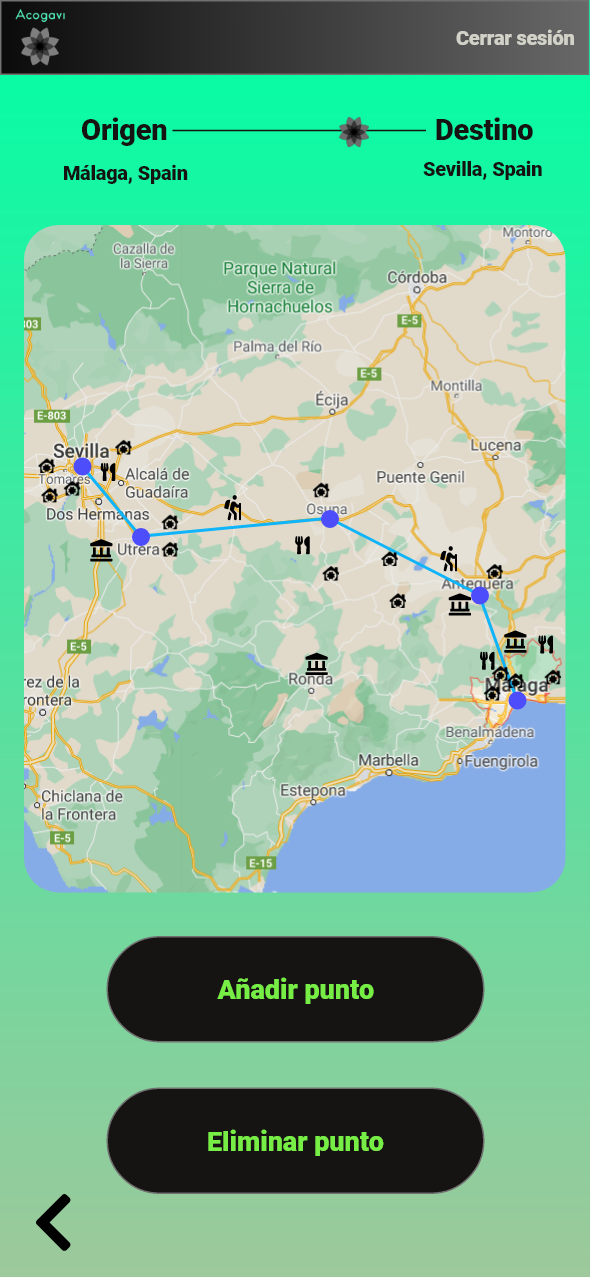 Acogavi
Cerrar sesión
Origen
Destino
Málaga, Spain
Sevilla, Spain
Montoro
Cazalla de
la Sierra
Parque Natural
Sierra de
Hornachuelos
Córdoba
803
E-5
Palma del Río
E-5
Montilla
Écija
E-803
Lucena
Sevilla
Tomares
Alcalá de
Guadaíra
Puente Genil
Dos Hermanas
Osuna
Utrera
Antequera
E-5
rez de la
rontera
Ronda
Málaga
Benalmádena
Marbella
Fuengirola
Estepona
Chiclana de
la Frontera
E-5
E-15
Añadir punto
Eliminar punto